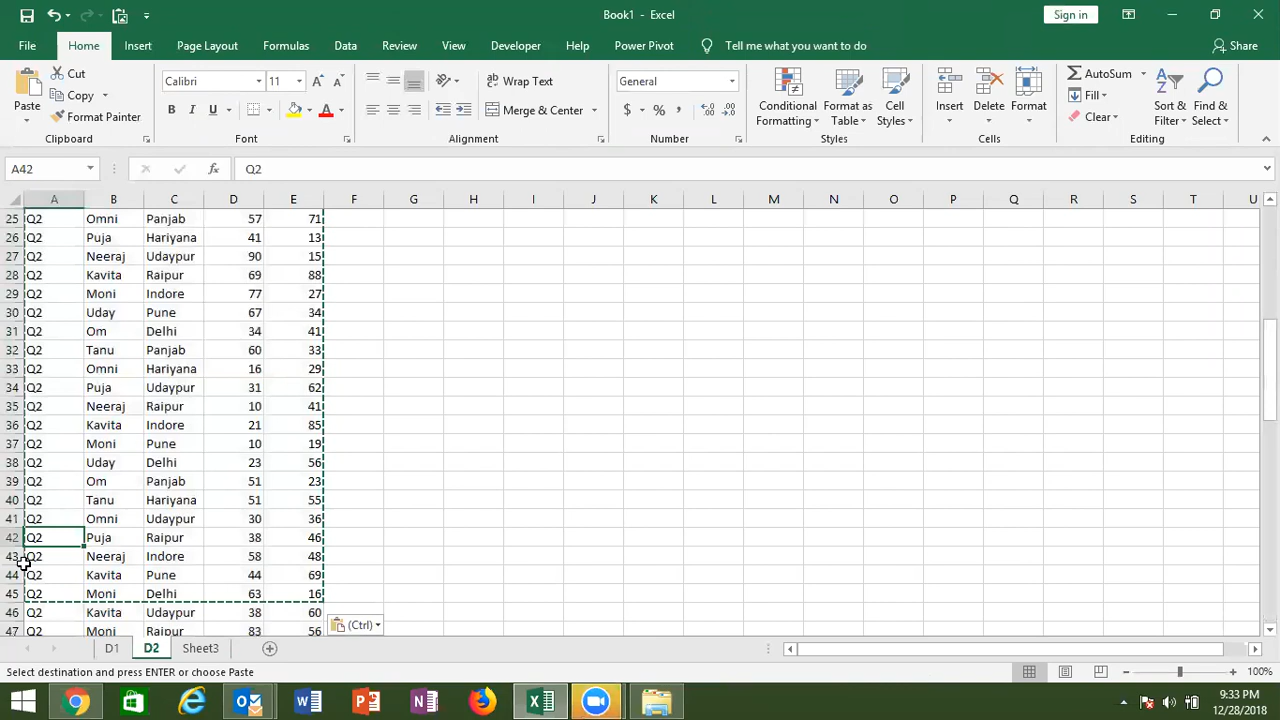 Book1 - Excel
Sign in
File Home Insert Page Layout Formulas Data Review View Developer Help Power Pivot Tell me what you want to do Share
Paste
Cut
Copy
Format Painter
Clipboard
Calibri 11
B I U
Font
Wrap Text
Merge & Center
Alignment
General
$ % ,
Number
Conditional Formatting
Format as Table
Cell Styles
Styles
Insert
Delete
Format
Cells
AutoSum
Fill
Clear
Sort & Filter
Find & Select
Editing
A42 fx Q2
A B C D E F G H I J K L M N O P Q R S T U
25 Q2 Omni Panjab 57 71
26 Q2 Puja Hariyana 41 13
27 Q2 Neeraj Udaypur 90 15
28 Q2 Kavita Raipur 69 88
29 Q2 Moni Indore 77 27
30 Q2 Uday Pune 67 34
31 Q2 Om Delhi 34 41
32 Q2 Tanu Panjab 60 33
33 Q2 Omni Hariyana 16 29
34 Q2 Puja Udaypur 31 62
35 Q2 Neeraj Raipur 10 41
36 Q2 Kavita Indore 21 85
37 Q2 Moni Pune 10 19
38 Q2 Uday Delhi 23 56
39 Q2 Om Panjab 51 23
40 Q2 Tanu Hariyana 51 55
41 Q2 Omni Udaypur 30 36
42 Q2 Puja Raipur 38 46
43 Q2 Neeraj Indore 58 48
44 Q2 Kavita Pune 44 69
45 Q2 Moni Delhi 63 16
46 Q2 Kavita Udaypur 38 60
47 Q2 Moni Raipur 83 56
(Ctrl)
D1 D2 Sheet3
Select destination and press ENTER or choose Paste
100%
9:33 PM
12/28/2018